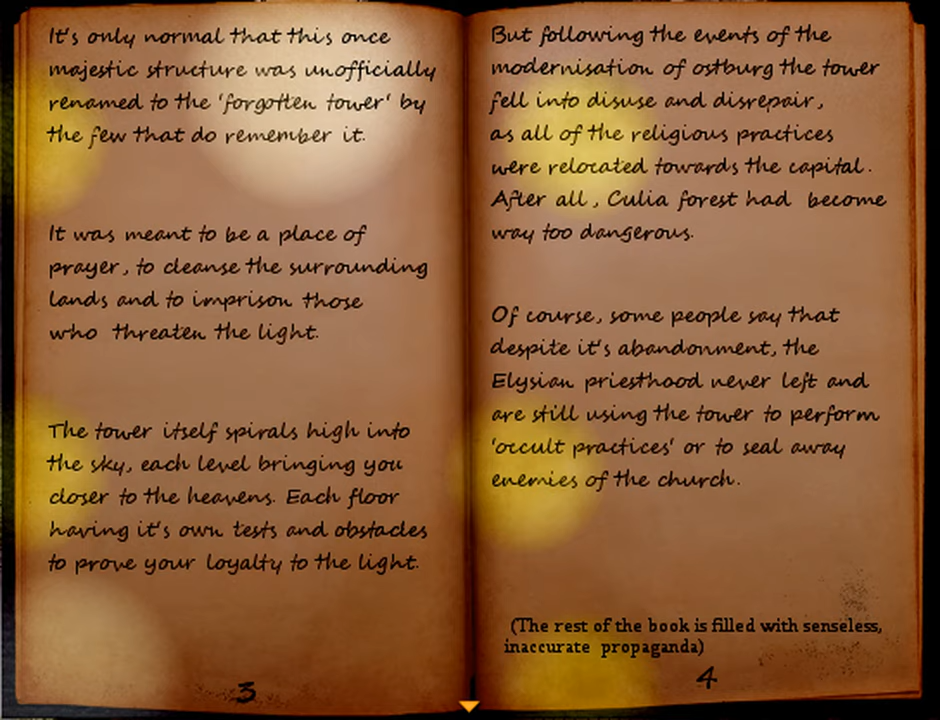 It's only normal that this once
majestic structure was unofficially
renamed to the 'forgotten tower' by
the few that do remember it.
It was meant to be a place of
prayer, to cleanse the surrounding
lands and to imprison those
who threaten the light.
The tower itself spirals high into
the sky, each level bringing you
closer to the heavens. Each floor
having it's own tests and obstacles
to prove your loyalty to the light.
3
But following the events of the
modernisation of ostburg the tower
fell into disuse and disrepair,
as all of the religious practices
were relocated towards the capital.
After all, Culia forest had become
way too dangerous.
Of course, some people say that
despite it's abandonment, the
Elysian priesthood never left and
are still using the tower to perform
'occult practices' or to seal away
enemies of the church.
(The rest of the book is filled with senseless,
inaccurate propaganda)
4